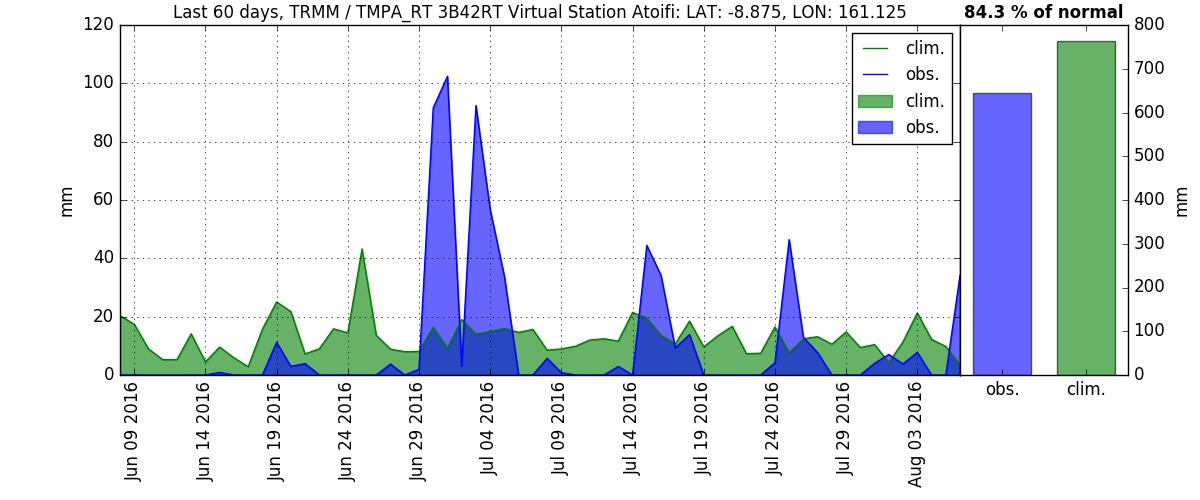 Last 60 days, TRMM / TMPA_RT 3B42RT Virtual Station Atoifi: LAT: -8.875, LON: 161.125
84.3 % of normal
120
100
80
60
40
20
0
mm
clim.
obs.
clim.
obs.
800
700
600
500
400
300
200
100
0
mm
Jun 09 2016
Jun 14 2016
Jun 19 2016
Jun 24 2016
Jun 29 2016
Jul 04 2016
Jul 09 2016
Jul 14 2016
Jul 19 2016
Jul 24 2016
Jul 29 2016
Aug 03 2016
obs.
clim.